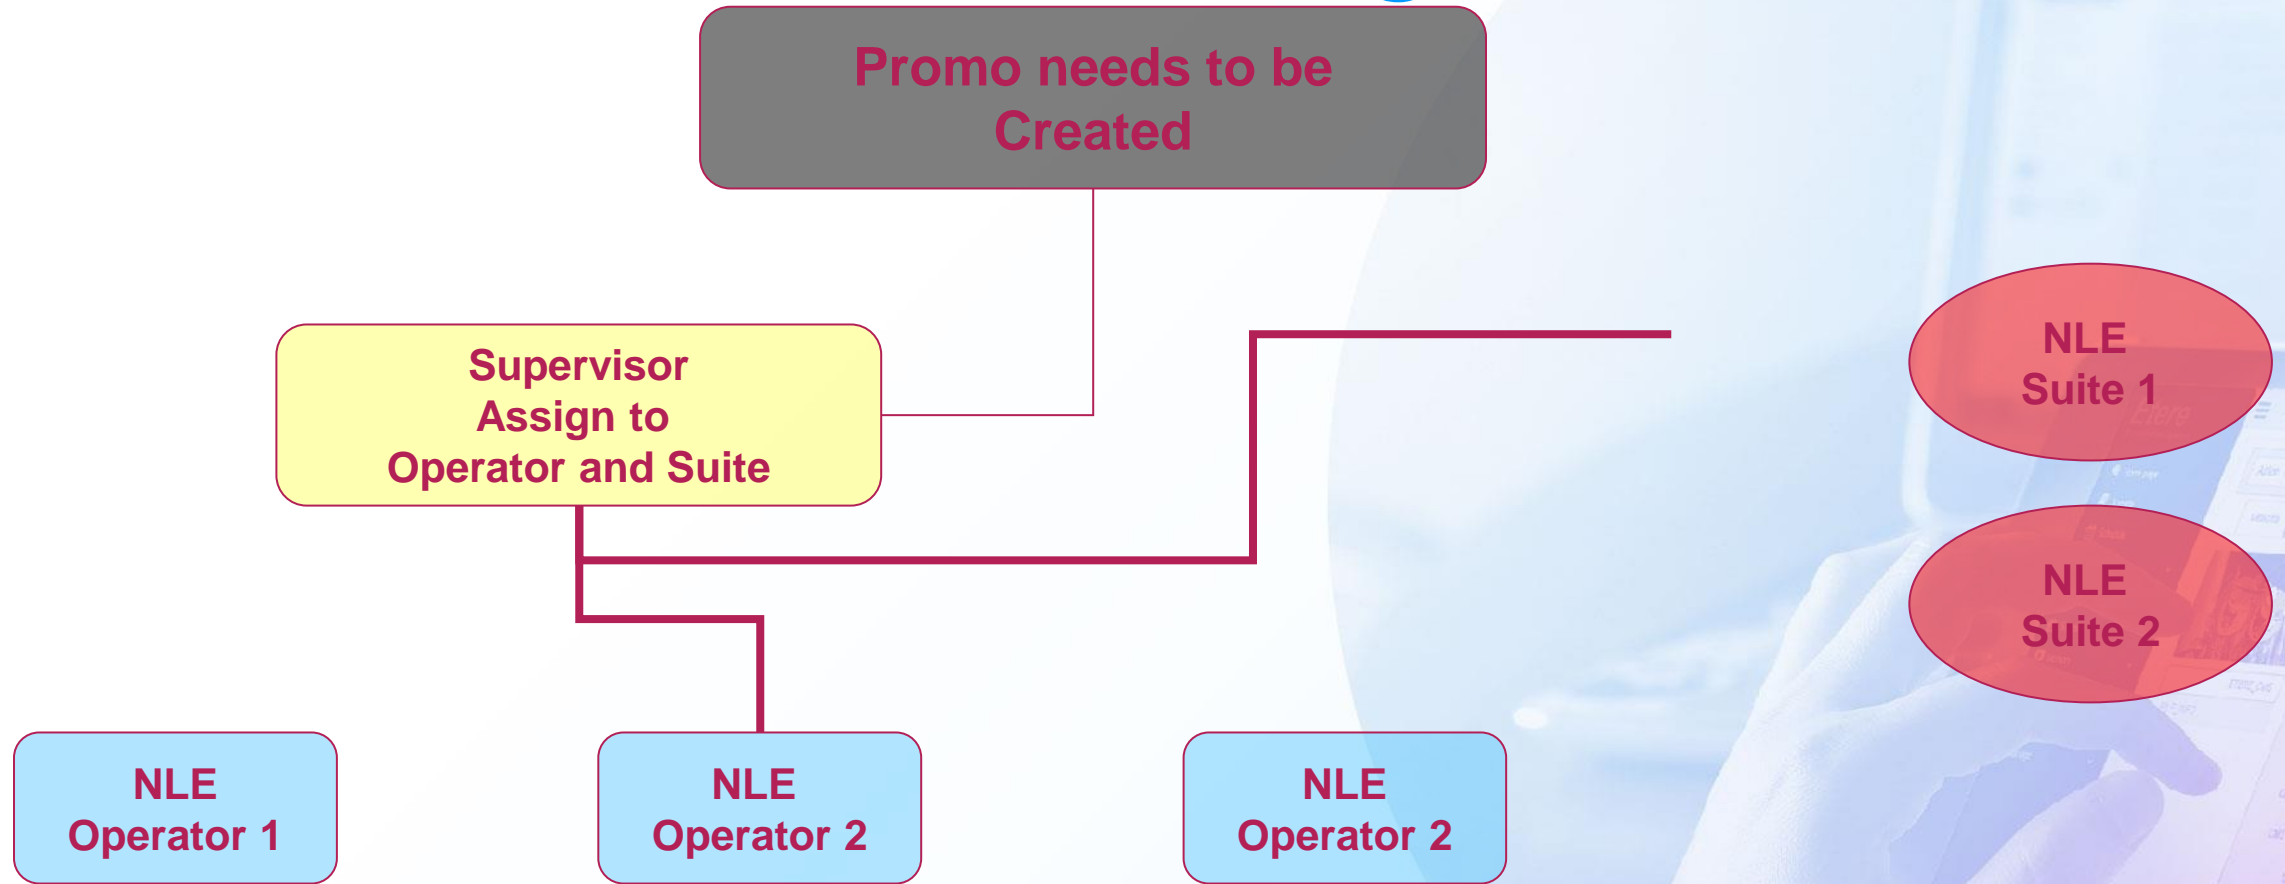 Promo needs to be
Created
Supervisor
Assign to
Operator and Suite
NLE
Suite 1
Etere
NLE
Suite 2
NLE
Operator 1
NLE
Operator 2
NLE
Operator 2